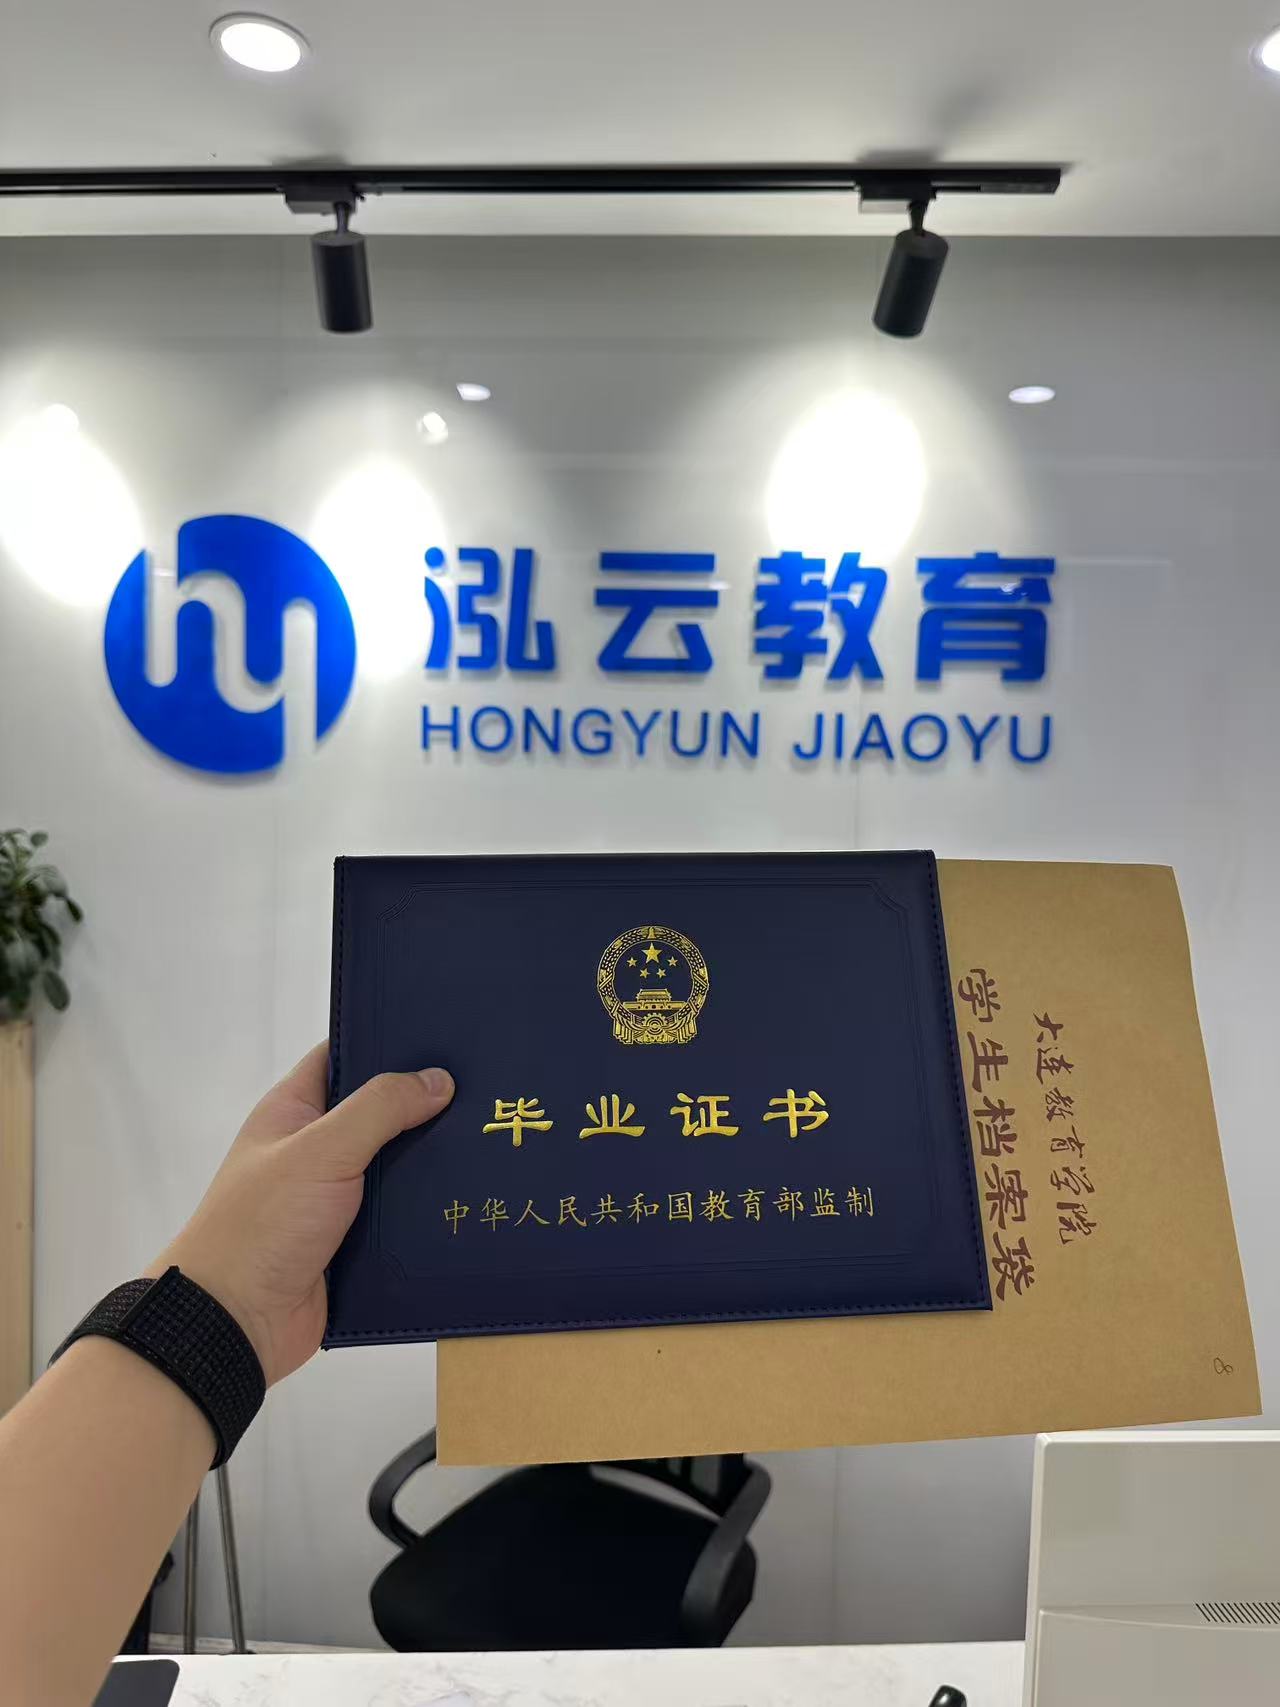 泓云教育
HONGYUN JIAOYU
毕业证书
中华人民共和国教育部监制
大连教育学院
学生档案袋
8